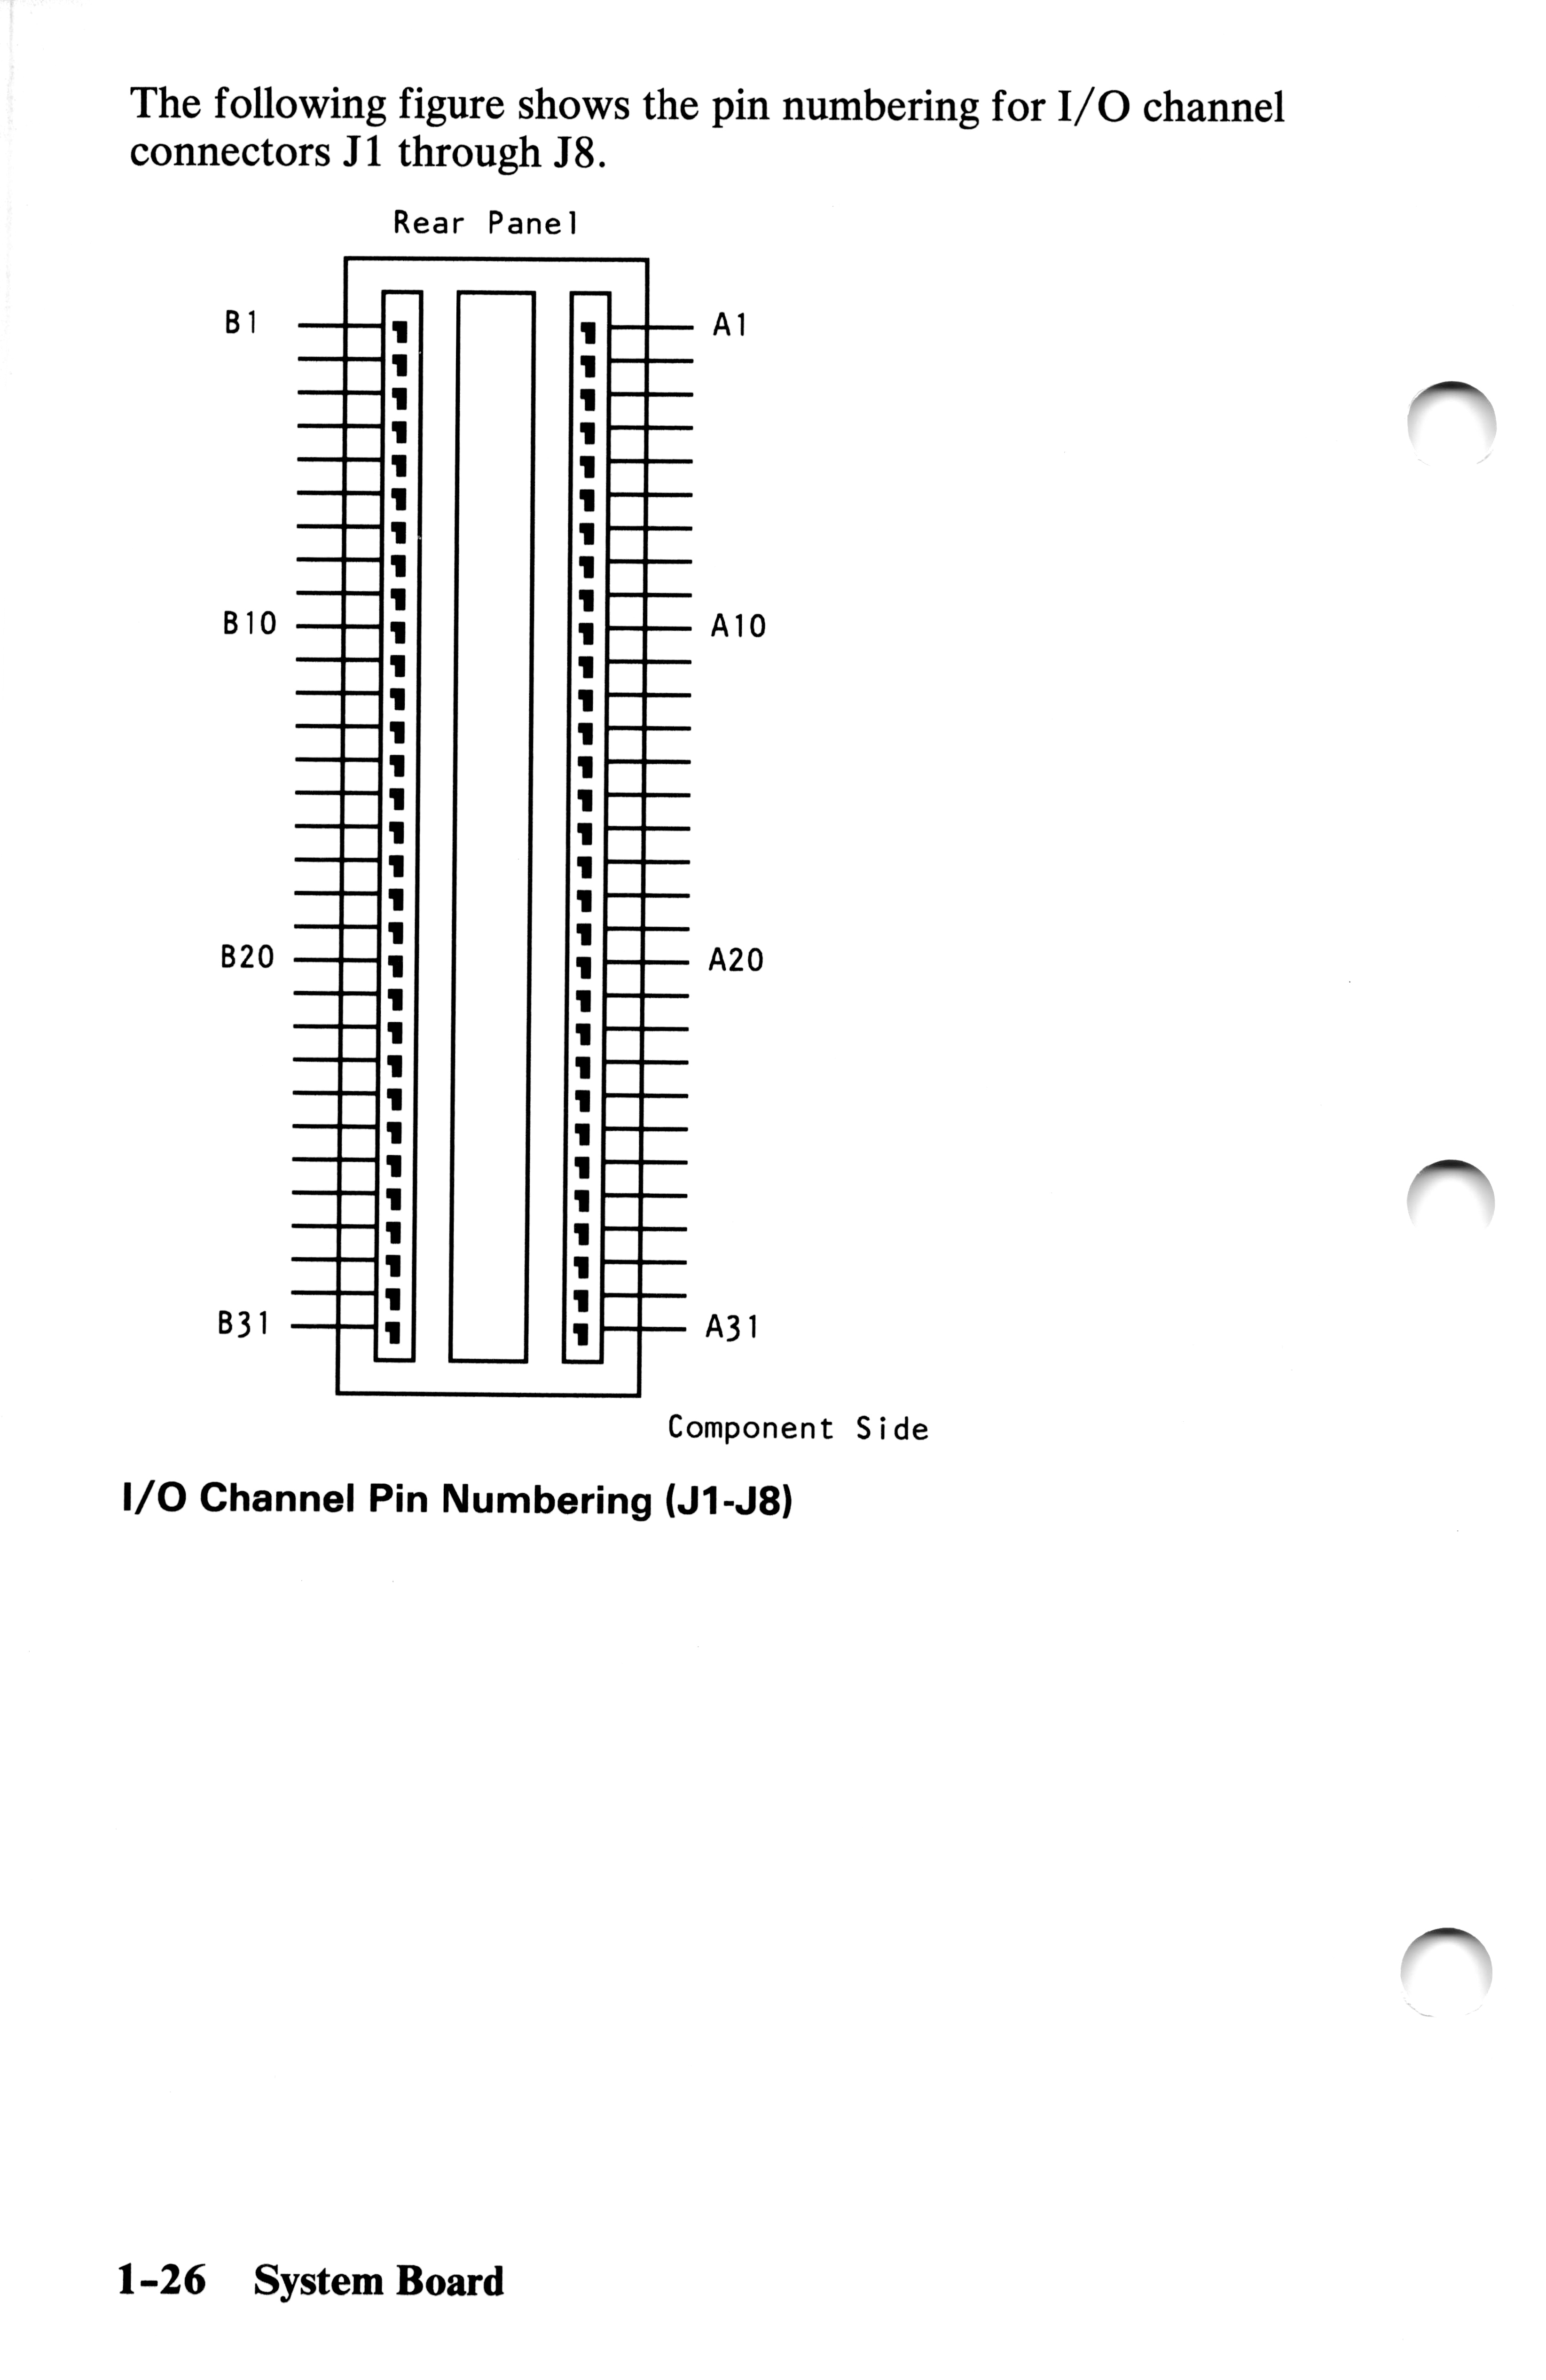 The following figure shows the pin numbering for I/O channel
connectors J1 through J8.
Rear Panel
B1 A1
B10 A10
B20 A20
B31 A31
Component Side
I/O Channel Pin Numbering (J1-J8)
1-26 System Board